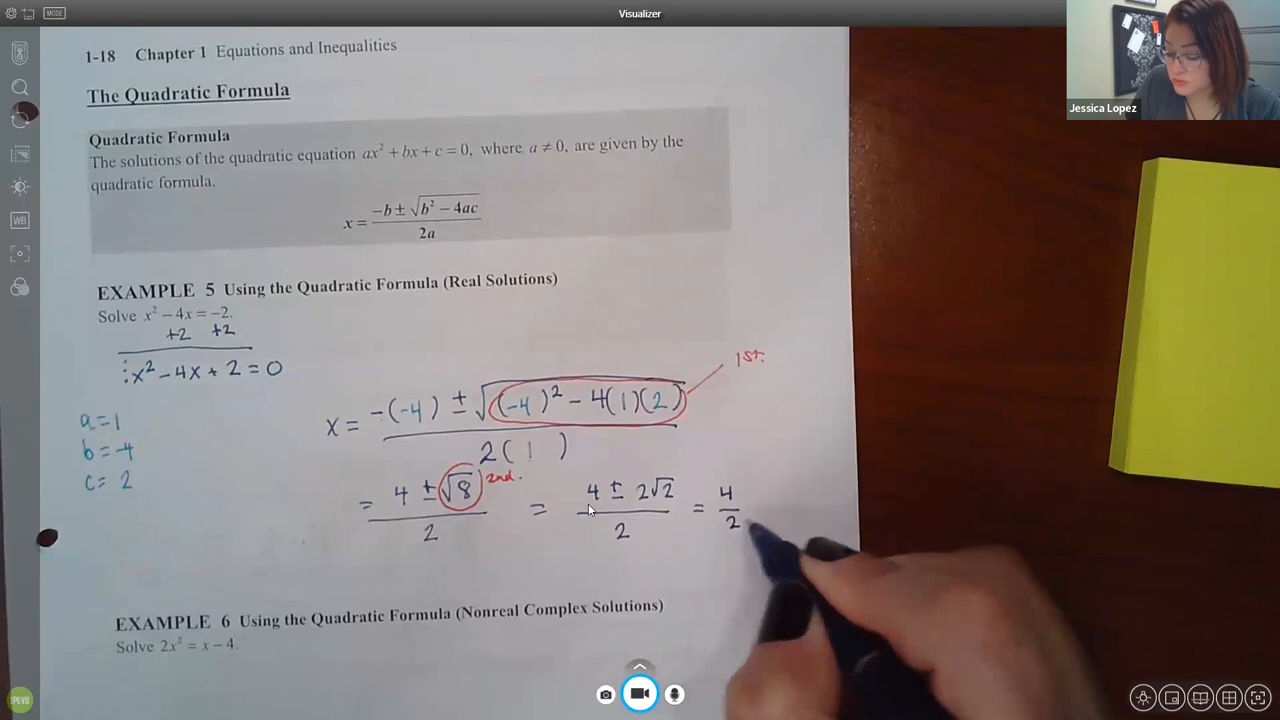 MODE
Visualizer
Jessica Lopez
WB
IPEVO
1-18 Chapter 1 Equations and Inequalities
The Quadratic Formula
Quadratic Formula
The solutions of the quadratic equation ax² + bx + c = 0, where a ≠ 0, are given by the
quadratic formula.
x = (-b ± √(b² - 4ac)) / 2a
EXAMPLE 5 Using the Quadratic Formula (Real Solutions)
Solve x² - 4x = -2.
+2 +2
x² - 4x + 2 = 0
a = 1
b = -4
c = 2
x = (-(-4) ± √((-4)² - 4(1)(2))) / 2(1)
1st.
= (4 ± √8) / 2 = (4 ± 2√2) / 2 = 4/2
2nd.
EXAMPLE 6 Using the Quadratic Formula (Nonreal Complex Solutions)
Solve 2x² = x - 4.